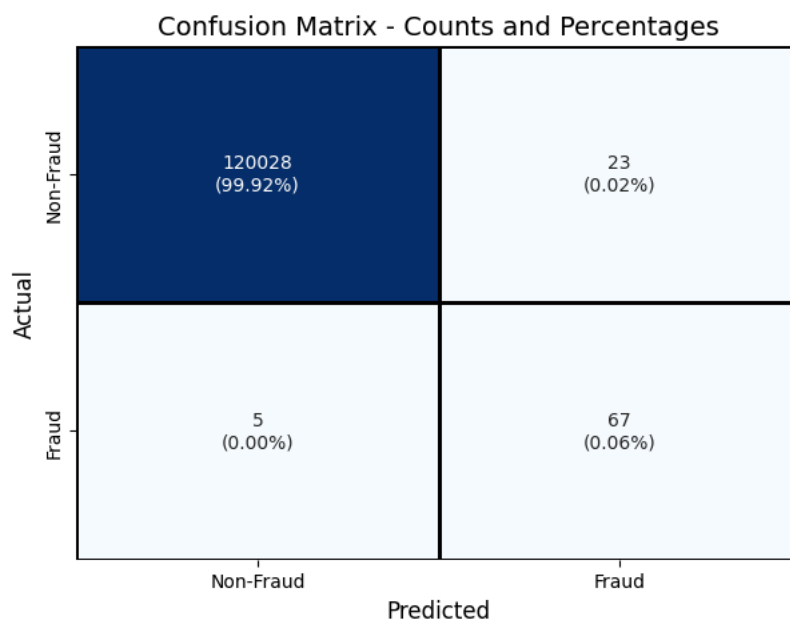 Confusion Matrix - Counts and Percentages
Actual
Non-Fraud
120028
(99.92%)
23
(0.02%)
Fraud
5
(0.00%)
67
(0.06%)
Non-Fraud
Fraud
Predicted